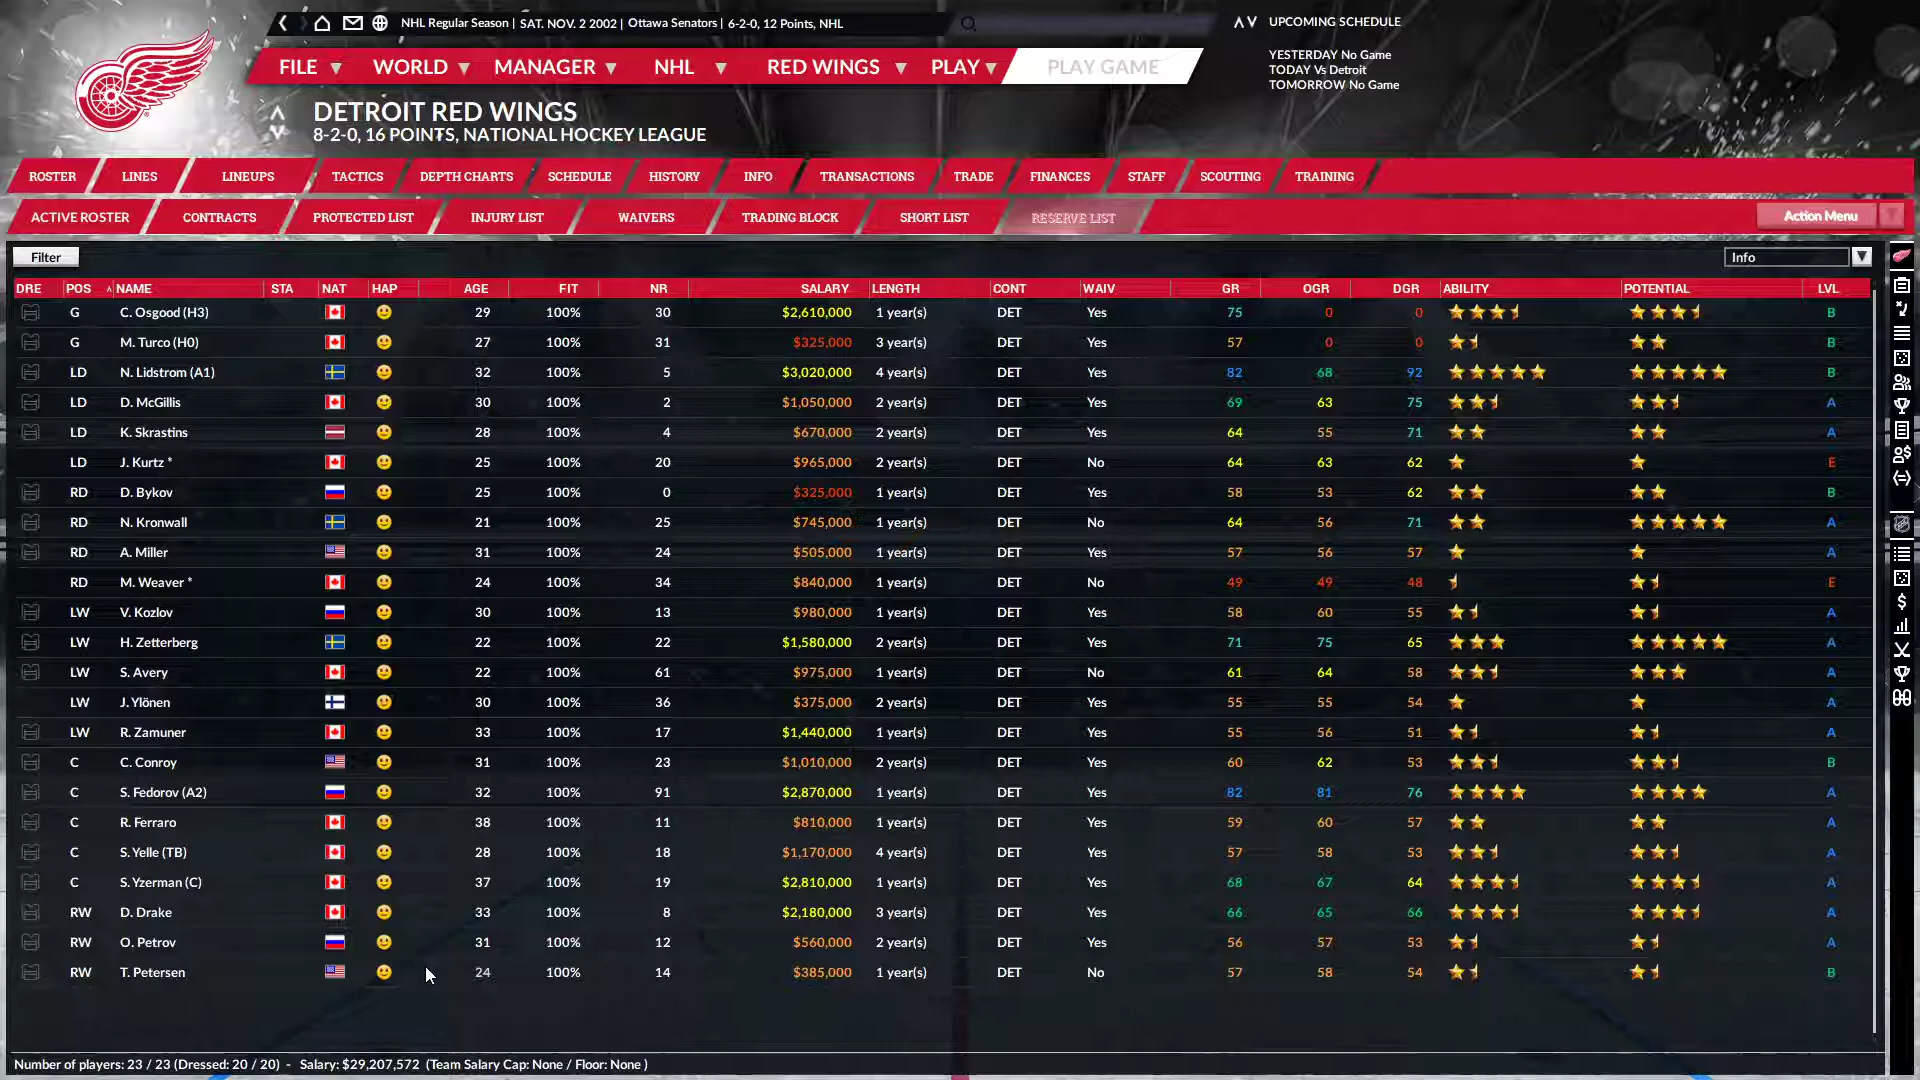 NHL Regular Season | SAT. NOV. 2 2002 | Ottawa Senators | 6-2-0, 12 Points, NHL
UPCOMING SCHEDULE
YESTERDAY No Game
TODAY Vs Detroit
TOMORROW No Game
FILE WORLD MANAGER NHL RED WINGS PLAY PLAY GAME
DETROIT RED WINGS
8-2-0, 16 POINTS, NATIONAL HOCKEY LEAGUE
ROSTER LINES LINEUPS TACTICS DEPTH CHARTS SCHEDULE HISTORY INFO TRANSACTIONS TRADE FINANCES STAFF SCOUTING TRAINING
ACTIVE ROSTER CONTRACTS PROTECTED LIST INJURY LIST WAIVERS TRADING BLOCK SHORT LIST RESERVE LIST Action Menu
Filter Info
DRE POS NAME STA NAT HAP AGE FIT NR SALARY LENGTH CONT WAIV GR OGR DGR ABILITY POTENTIAL LVL
G C. Osgood (H3) 29 100% 30 $2,610,000 1 year(s) DET Yes 75 0 0 B
G M. Turco (H0) 27 100% 31 $325,000 3 year(s) DET Yes 57 0 0 B
LD N. Lidstrom (A1) 32 100% 5 $3,020,000 4 year(s) DET Yes 82 68 92 B
LD D. McGillis 30 100% 2 $1,050,000 2 year(s) DET Yes 69 63 75 A
LD K. Skrastins 28 100% 4 $670,000 2 year(s) DET Yes 64 55 71 A
LD J. Kurtz * 25 100% 20 $965,000 2 year(s) DET No 64 63 62 E
RD D. Bykov 25 100% 0 $325,000 1 year(s) DET Yes 58 53 62 B
RD N. Kronwall 21 100% 25 $745,000 1 year(s) DET No 64 56 71 A
RD A. Miller 31 100% 24 $505,000 1 year(s) DET Yes 57 56 57 A
RD M. Weaver * 24 100% 34 $840,000 1 year(s) DET No 49 49 48 E
LW V. Kozlov 30 100% 13 $980,000 1 year(s) DET Yes 58 60 55 A
LW H. Zetterberg 22 100% 22 $1,580,000 2 year(s) DET Yes 71 75 65 A
LW S. Avery 22 100% 61 $975,000 1 year(s) DET No 61 64 58 A
LW J. Ylönen 30 100% 36 $375,000 2 year(s) DET Yes 55 55 54 A
LW R. Zamuner 33 100% 17 $1,440,000 1 year(s) DET Yes 55 56 51 A
C C. Conroy 31 100% 23 $1,010,000 2 year(s) DET Yes 60 62 53 B
C S. Fedorov (A2) 32 100% 91 $2,870,000 1 year(s) DET Yes 82 81 76 A
C R. Ferraro 38 100% 11 $810,000 1 year(s) DET Yes 59 60 57 A
C S. Yelle (TB) 28 100% 18 $1,170,000 4 year(s) DET Yes 57 58 53 A
C S. Yzerman (C) 37 100% 19 $2,810,000 1 year(s) DET Yes 68 67 64 A
RW D. Drake 33 100% 8 $2,180,000 3 year(s) DET Yes 66 65 66 A
RW O. Petrov 31 100% 12 $560,000 2 year(s) DET Yes 56 57 53 A
RW T. Petersen 24 100% 14 $385,000 1 year(s) DET No 57 58 54 B
Number of players: 23 / 23 (Dressed: 20 / 20) - Salary: $29,207,572 (Team Salary Cap: None / Floor: None )